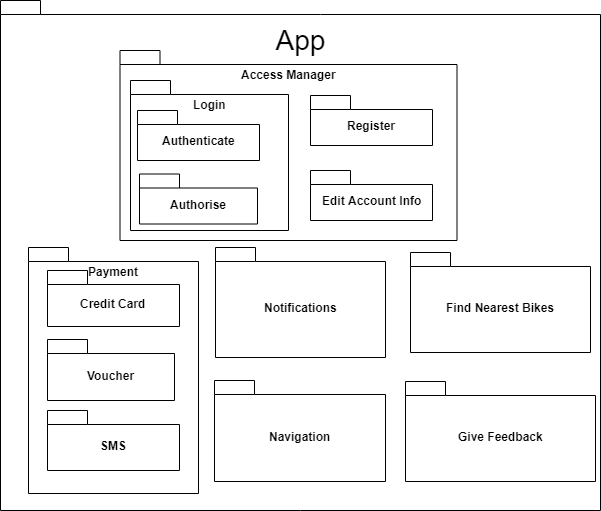 App
Access Manager
Login
Authenticate
Authorise
Register
Edit Account Info
Payment
Credit Card
Voucher
SMS
Notifications
Find Nearest Bikes
Navigation
Give Feedback